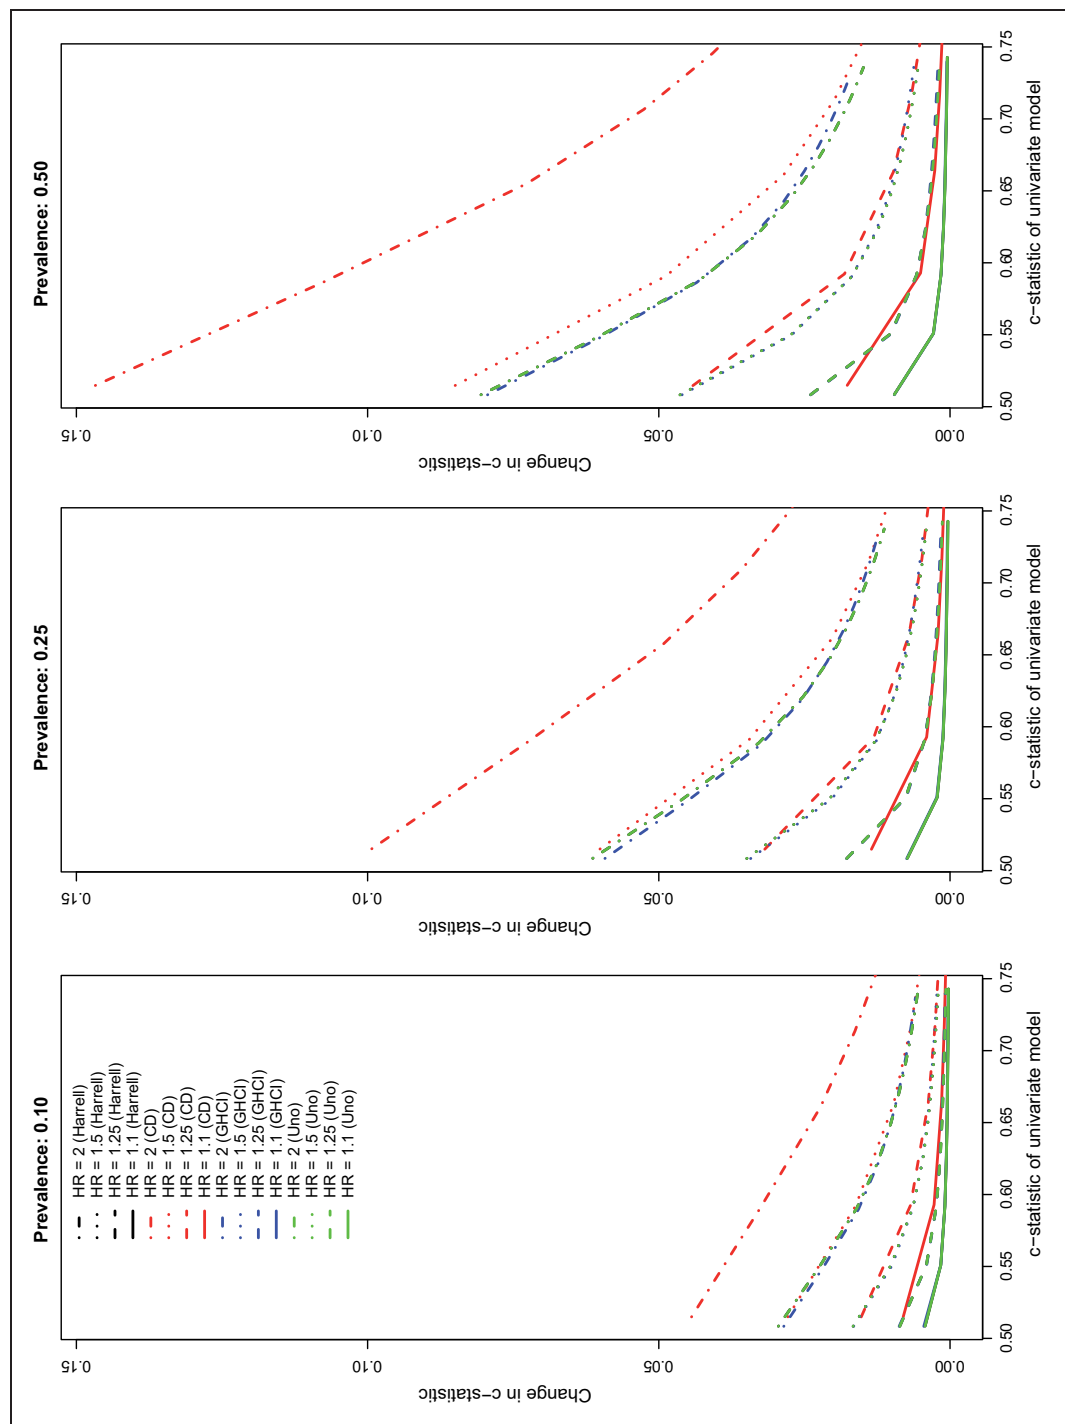 Prevalence: 0.10
HR = 2 (Harrell)
HR = 1.5 (Harrell)
HR = 1.25 (Harrell)
HR = 1.1 (Harrell)
HR = 2 (CD)
HR = 1.5 (CD)
HR = 1.25 (CD)
HR = 1.1 (CD)
HR = 2 (GHCI)
HR = 1.5 (GHCI)
HR = 1.25 (GHCI)
HR = 1.1 (GHCI)
HR = 2 (Uno)
HR = 1.5 (Uno)
HR = 1.25 (Uno)
HR = 1.1 (Uno)
Change in c−statistic
0.15
0.10
0.05
0.00
0.50
0.55
0.60
0.65
0.70
0.75
c−statistic of univariate model
Prevalence: 0.25
Change in c−statistic
0.15
0.10
0.05
0.00
0.50
0.55
0.60
0.65
0.70
0.75
c−statistic of univariate model
Prevalence: 0.50
Change in c−statistic
0.15
0.10
0.05
0.00
0.50
0.55
0.60
0.65
0.70
0.75
c−statistic of univariate model